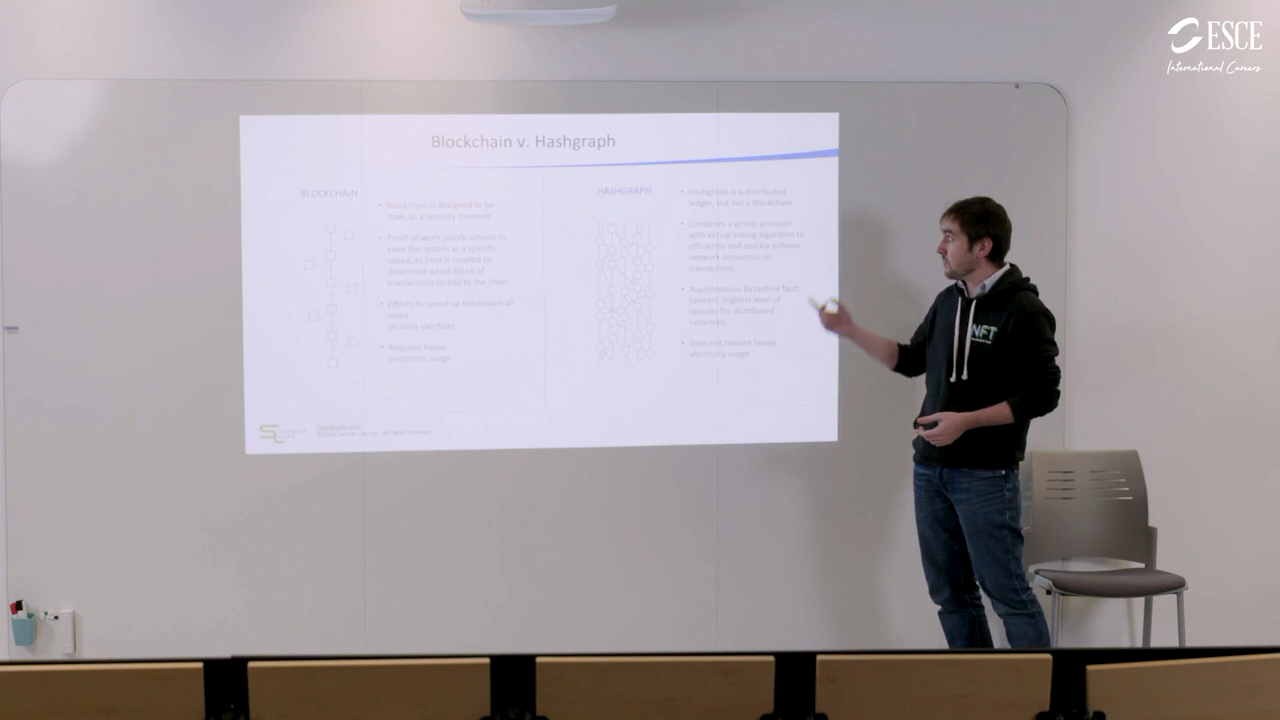 ESCE
International Careers
Blockchain v. Hashgraph
BLOCKCHAIN
• Blockchain is designed to be
slow, as a security measure
• Proof-of-work puzzle adjusts to
keep the system at a specific
speed, as time is needed to
determine which block of
transactions to add to the chain
• Efforts to speed up blockchain all
make
security sacrifices
• Requires heavy
electricity usage
HASHGRAPH
• Hashgraph is a distributed
ledger, but not a blockchain
• Combines a gossip protocol
with virtual voting algorithm to
efficiently and quickly achieve
network consensus on
transactions
• Asynchronous Byzantine fault
tolerant (highest level of
security for distributed
networks)
• Does not require heavy
electricity usage
SL
All rights reserved
NFT